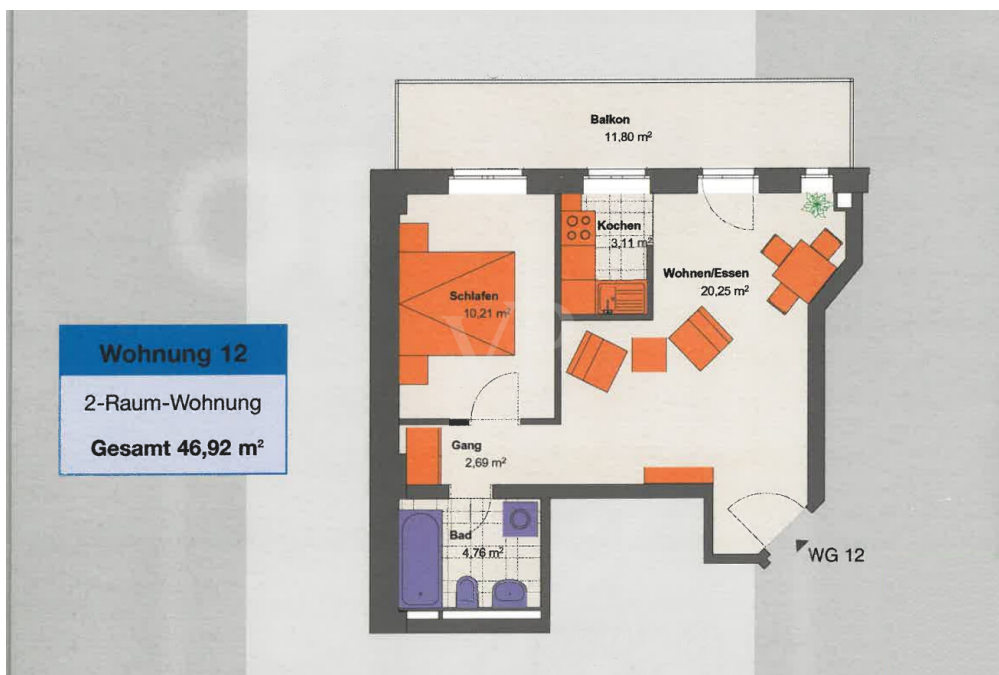 Balkon
11,80 m²
Kochen
3,11 m²
Wohnen/Essen
20,25 m²
Schlafen
10,21 m²
Wohnung 12
2-Raum-Wohnung
Gesamt 46,92 m²
Gang
2,69 m²
Bad
4,76 m²
WG 12